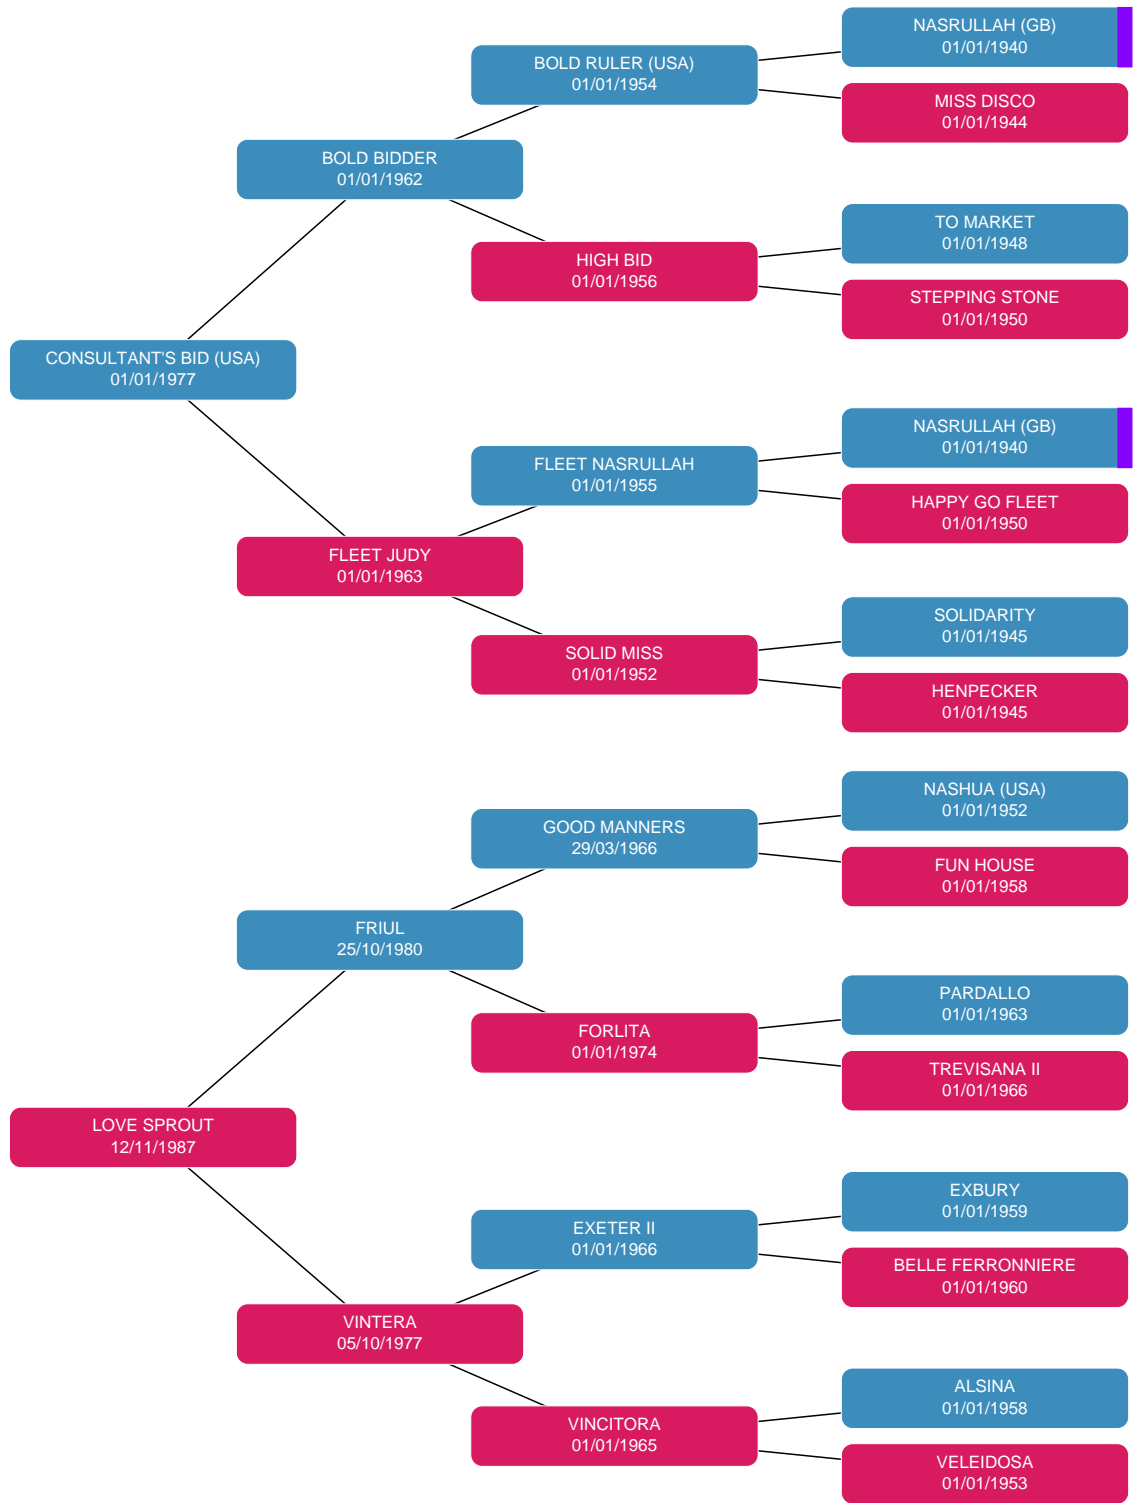 NASRULLAH (GB)
01/01/1940
BOLD RULER (USA)
01/01/1954
MISS DISCO
01/01/1944
BOLD BIDDER
01/01/1962
TO MARKET
01/01/1948
HIGH BID
01/01/1956
STEPPING STONE
01/01/1950
CONSULTANT'S BID (USA)
01/01/1977
NASRULLAH (GB)
01/01/1940
FLEET NASRULLAH
01/01/1955
HAPPY GO FLEET
01/01/1950
FLEET JUDY
01/01/1963
SOLIDARITY
01/01/1945
SOLID MISS
01/01/1952
HENPECKER
01/01/1945
NASHUA (USA)
01/01/1952
GOOD MANNERS
29/03/1966
FUN HOUSE
01/01/1958
FRIUL
25/10/1980
PARDALLO
01/01/1963
FORLITA
01/01/1974
TREVISANA II
01/01/1966
LOVE SPROUT
12/11/1987
EXBURY
01/01/1959
EXETER II
01/01/1966
BELLE FERRONNIERE
01/01/1960
VINTERA
05/10/1977
ALSINA
01/01/1958
VINCITORA
01/01/1965
VELEIDOSA
01/01/1953